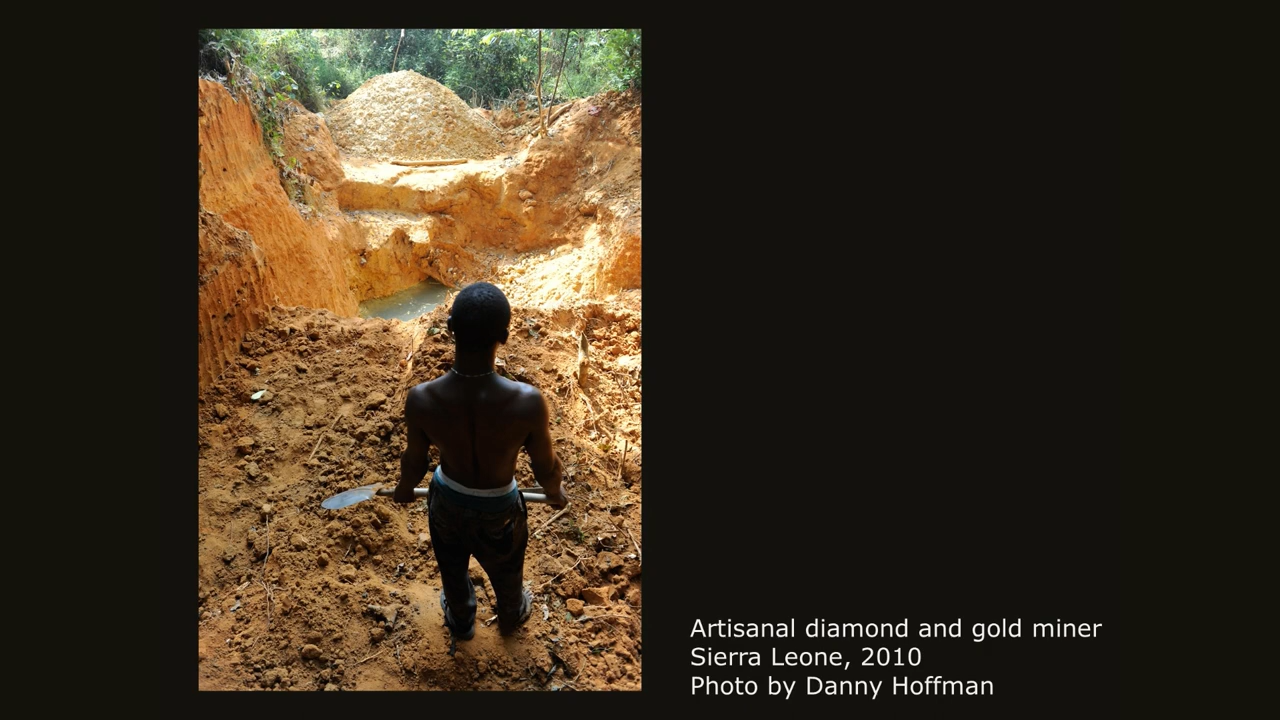 Artisanal diamond and gold miner
Sierra Leone, 2010
Photo by Danny Hoffman